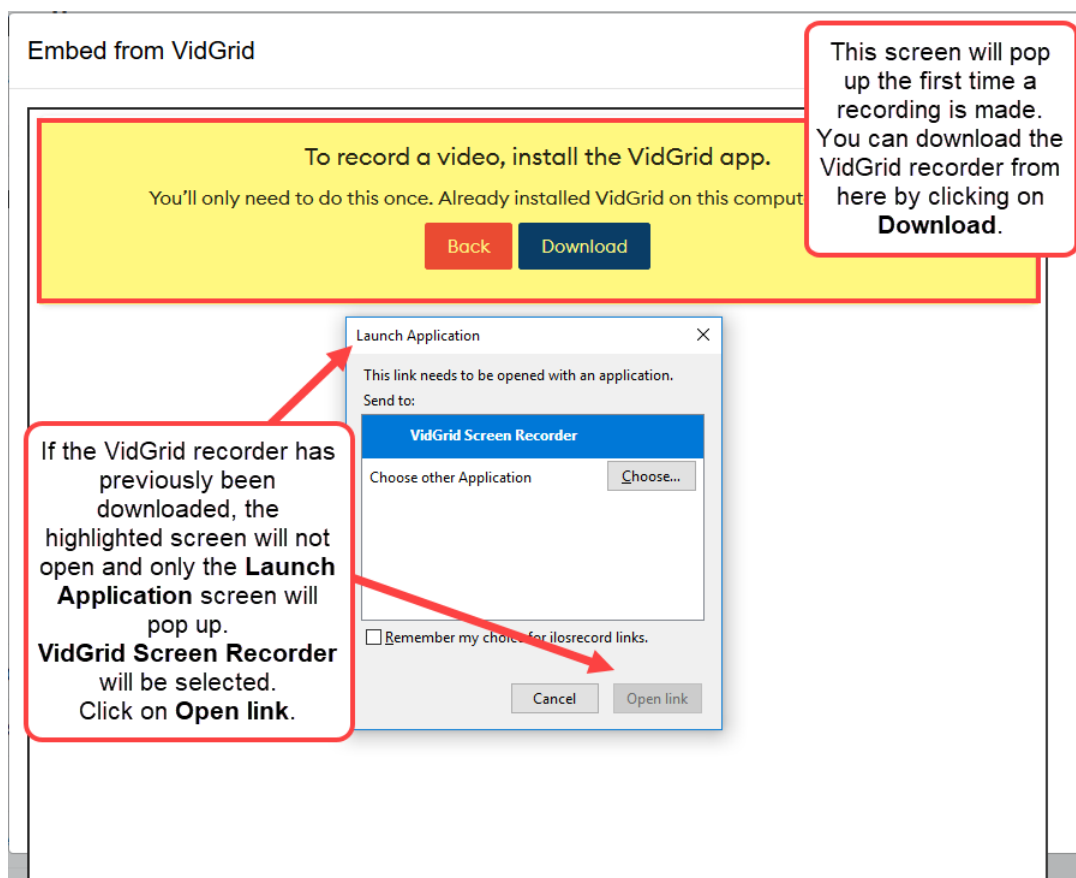 Embed from VidGrid
This screen will pop
up the first time a
recording is made.
You can download the
VidGrid recorder from
here by clicking on
Download.
To record a video, install the VidGrid app.
You'll only need to do this once. Already installed VidGrid on this comput
Back
Download
Launch Application
This link needs to be opened with an application.
Send to:
VidGrid Screen Recorder
Choose other Application
Choose...
Remember my choice for ilosrecord links.
Cancel
Open link
If the VidGrid recorder has
previously been
downloaded, the
highlighted screen will not
open and only the Launch
Application screen will
pop up.
VidGrid Screen Recorder
will be selected.
Click on Open link.